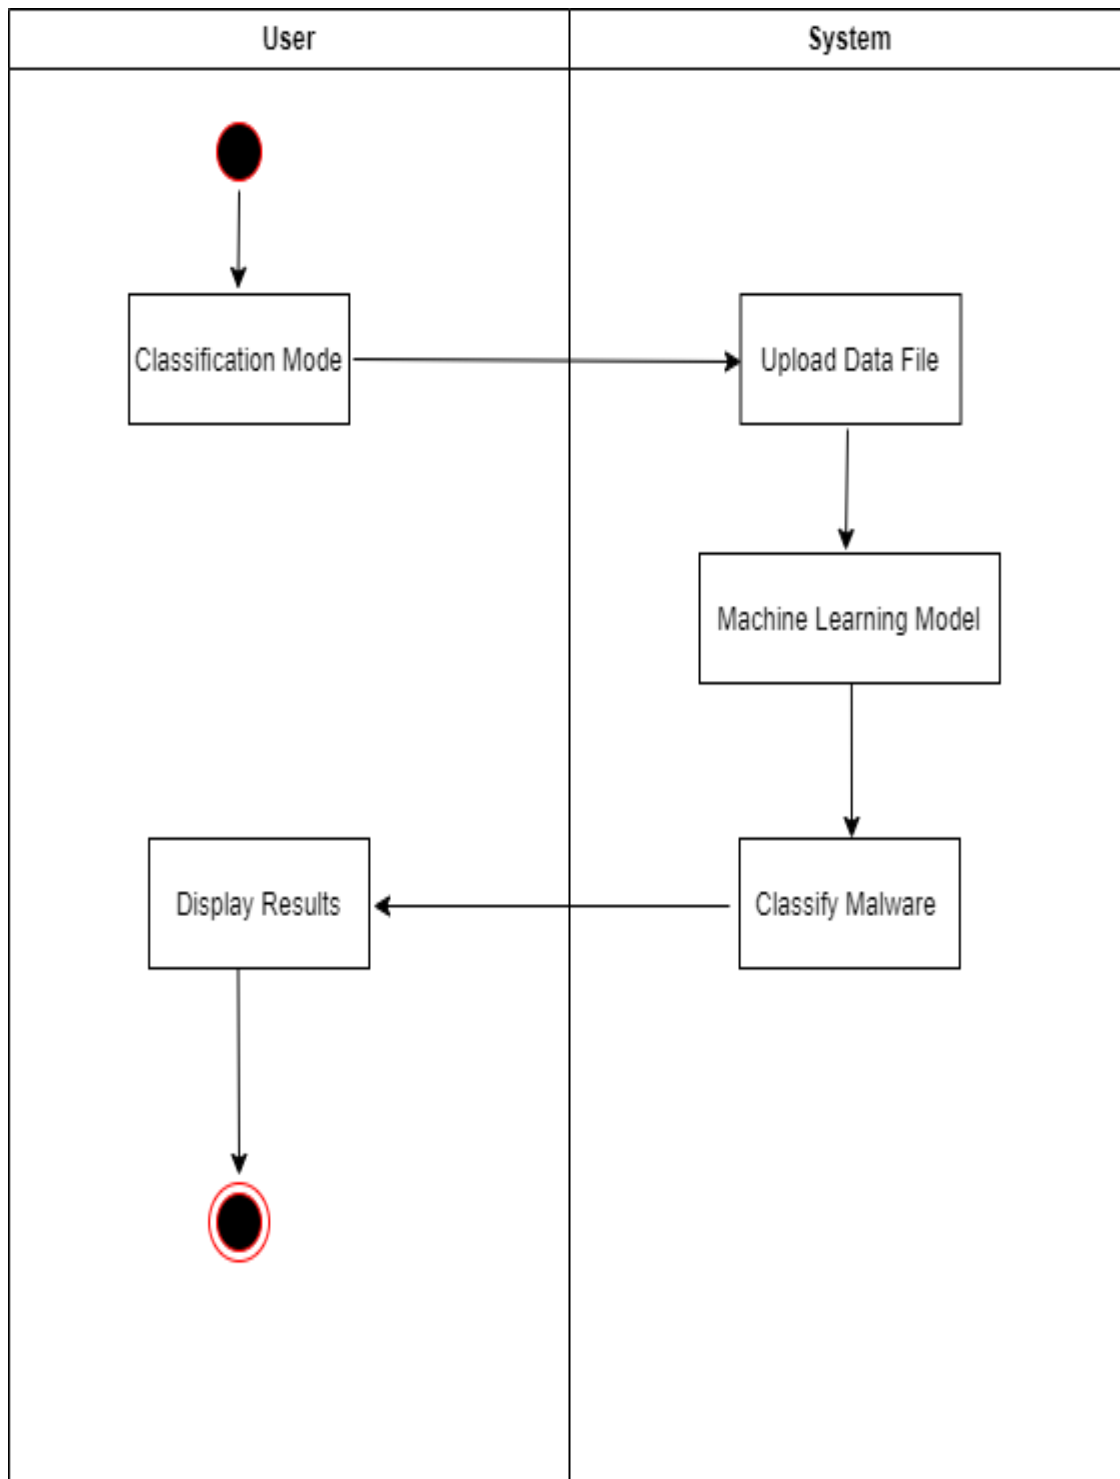 User
System
Classification Mode
Upload Data File
Machine Learning Model
Classify Malware
Display Results